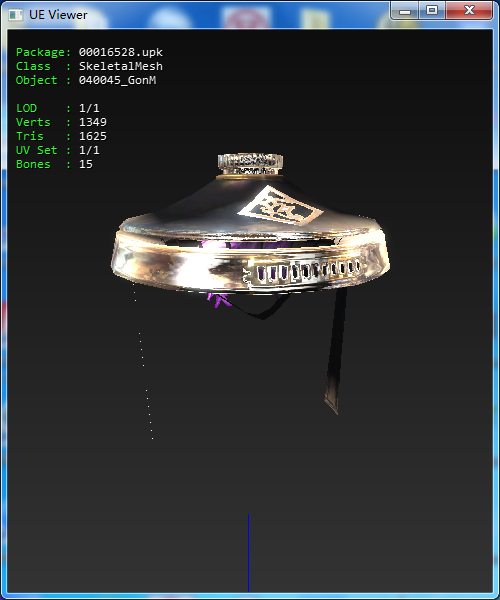 UE Viewer
Package: 00016528.upk
Class : SkeletalMesh
Object : 040045_GonM
LOD : 1/1
Verts : 1349
Tris : 1625
UV Set : 1/1
Bones : 15